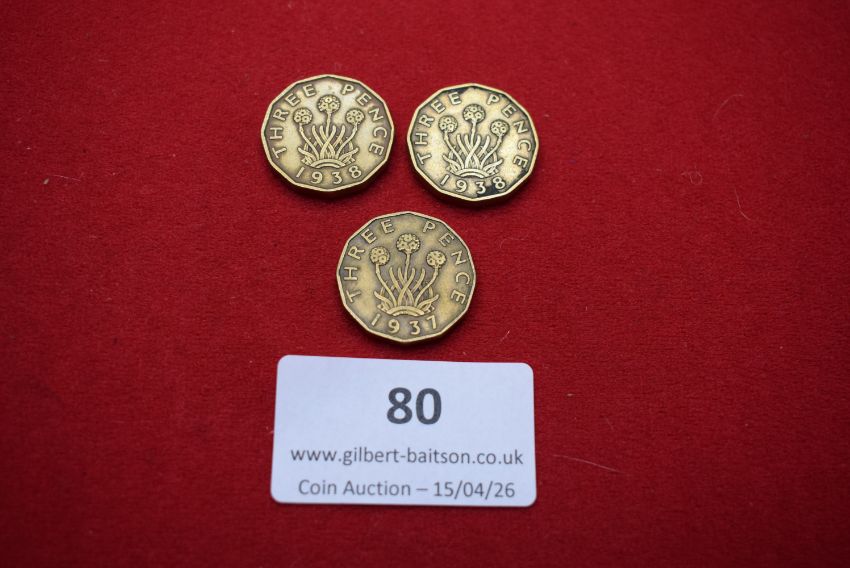 THREE PENCE
1938
THREE PENCE
1938
THREE PENCE
1937
80
www.gilbert-baitson.co.uk
Coin Auction – 15/04/26